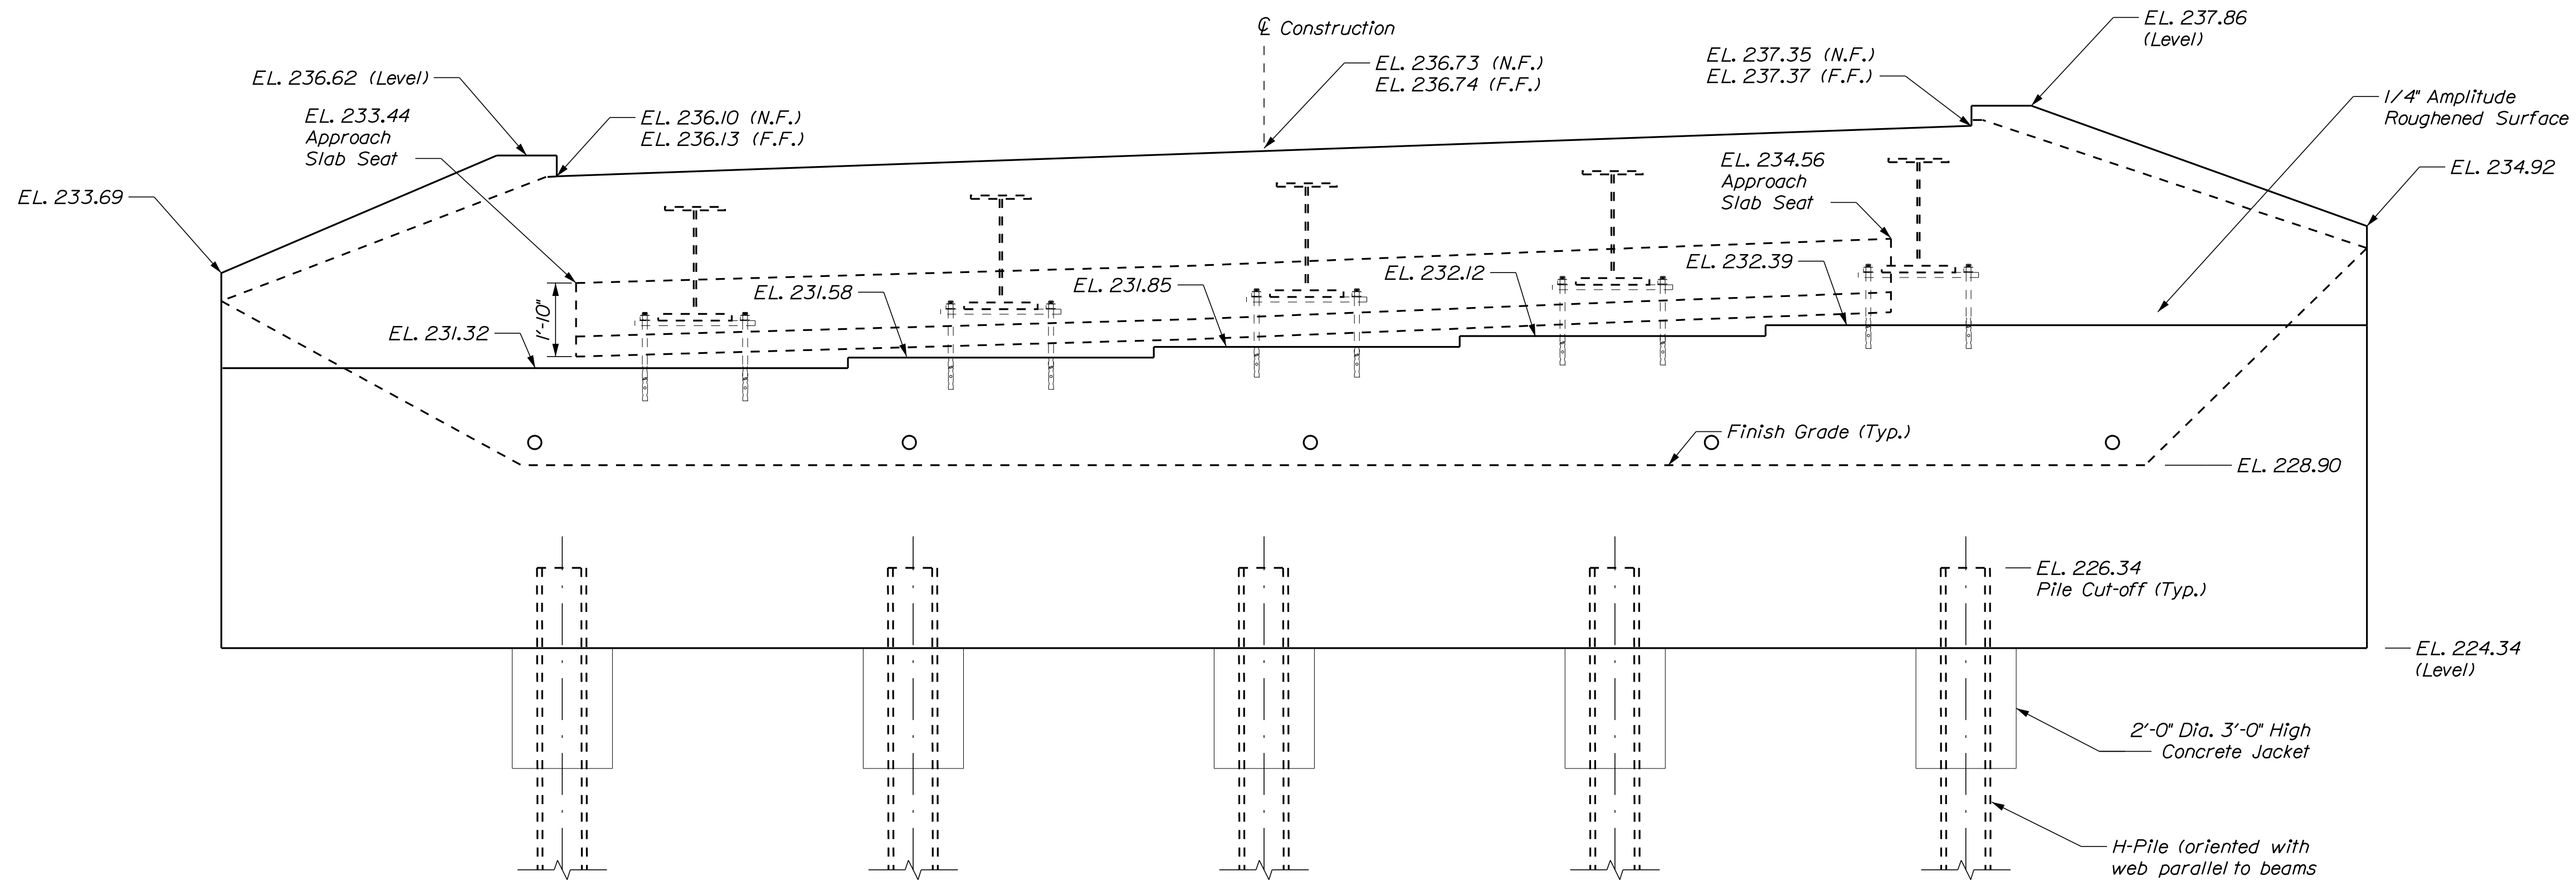 ℄ Construction
EL. 237.86
(Level)
EL. 236.62 (Level)
EL. 236.73 (N.F.)
EL. 236.74 (F.F.)
EL. 237.35 (N.F.)
EL. 237.37 (F.F.)
1/4" Amplitude
Roughened Surface
EL. 233.44
Approach
Slab Seat
EL. 236.10 (N.F.)
EL. 236.13 (F.F.)
EL. 234.56
Approach
Slab Seat
EL. 234.92
EL. 233.69
EL. 232.39
EL. 232.12
EL. 231.85
EL. 231.58
1'-10"
EL. 231.32
Finish Grade (Typ.)
EL. 228.90
EL. 226.34
Pile Cut-off (Typ.)
EL. 224.34
(Level)
2'-0" Dia. 3'-0" High
Concrete Jacket
H-Pile (oriented with
web parallel to beams